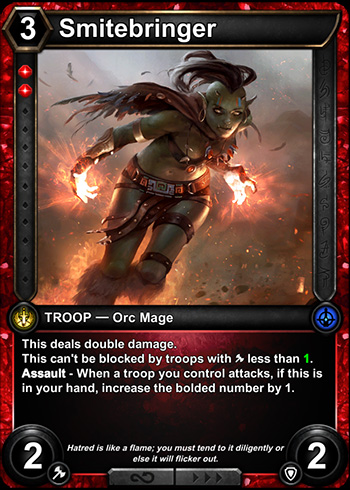 3 Smitebringer
TROOP — Orc Mage
This deals double damage.
This can't be blocked by troops with less than 1.
Assault - When a troop you control attacks, if this is
in your hand, increase the bolded number by 1.
Hatred is like a flame; you must tend to it diligently or
else it will flicker out.
2 2